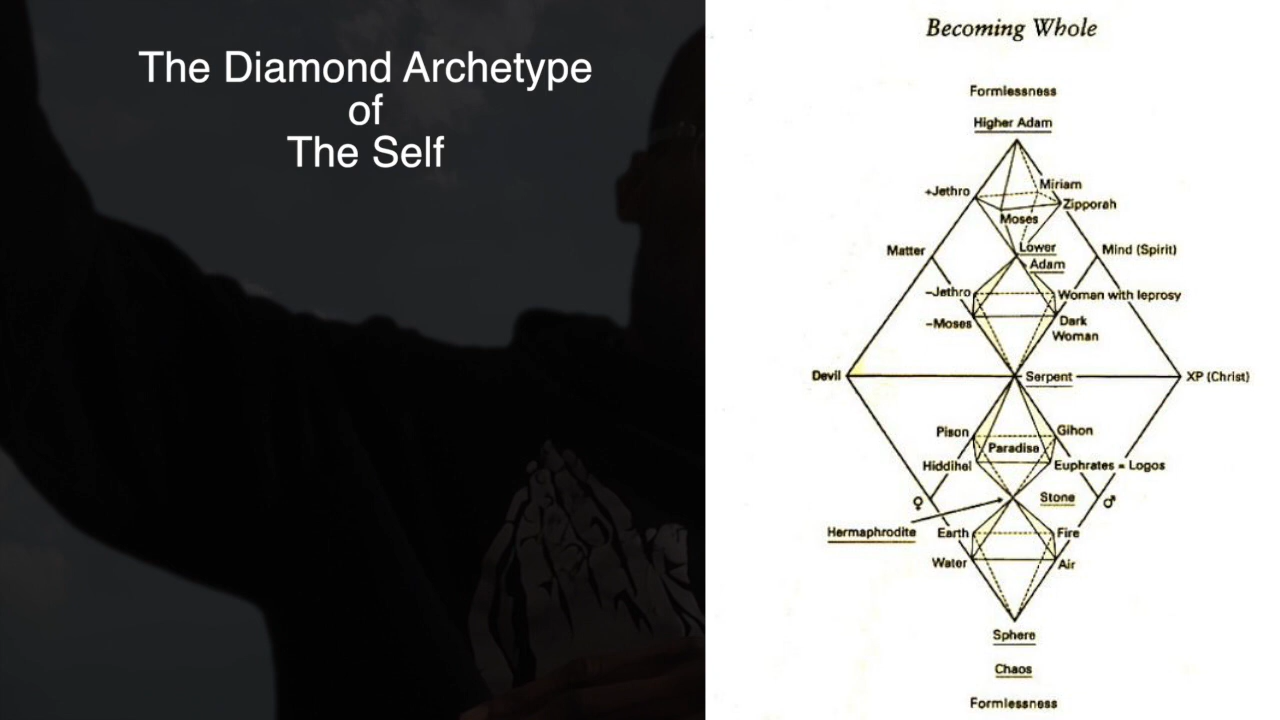 The Diamond Archetype
of
The Self
Becoming Whole
Formlessness
Higher Adam
+Jethro
Miriam
Zipporah
Moses
Matter
Lower
Adam
Mind (Spirit)
-Jethro
Woman with leprosy
-Moses
Dark
Woman
Devil
Serpent
XP (Christ)
Pison
Gihon
Paradise
Hiddihel
Euphrates = Logos
♀
Stone
♂
Hermaphrodite
Earth
Fire
Water
Air
Sphere
Chaos
Formlessness